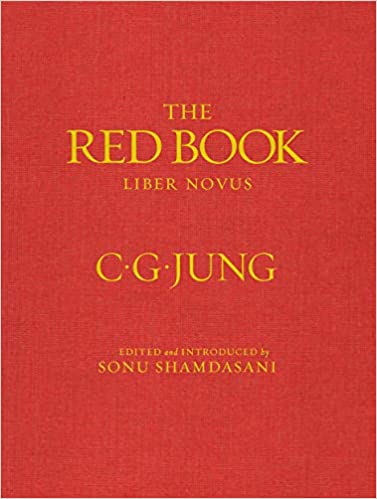 THE
RED BOOK
LIBER NOVUS
C·G·JUNG
EDITED and INTRODUCED by
SONU SHAMDASANI